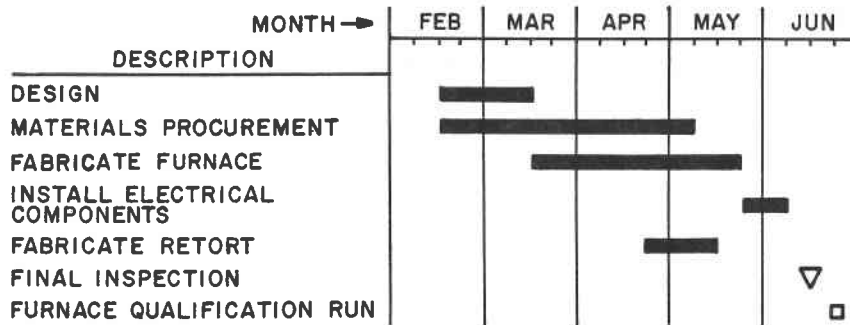 MONTH → FEB MAR APR MAY JUN
DESCRIPTION
DESIGN
MATERIALS PROCUREMENT
FABRICATE FURNACE
INSTALL ELECTRICAL
COMPONENTS
FABRICATE RETORT
FINAL INSPECTION
FURNACE QUALIFICATION RUN